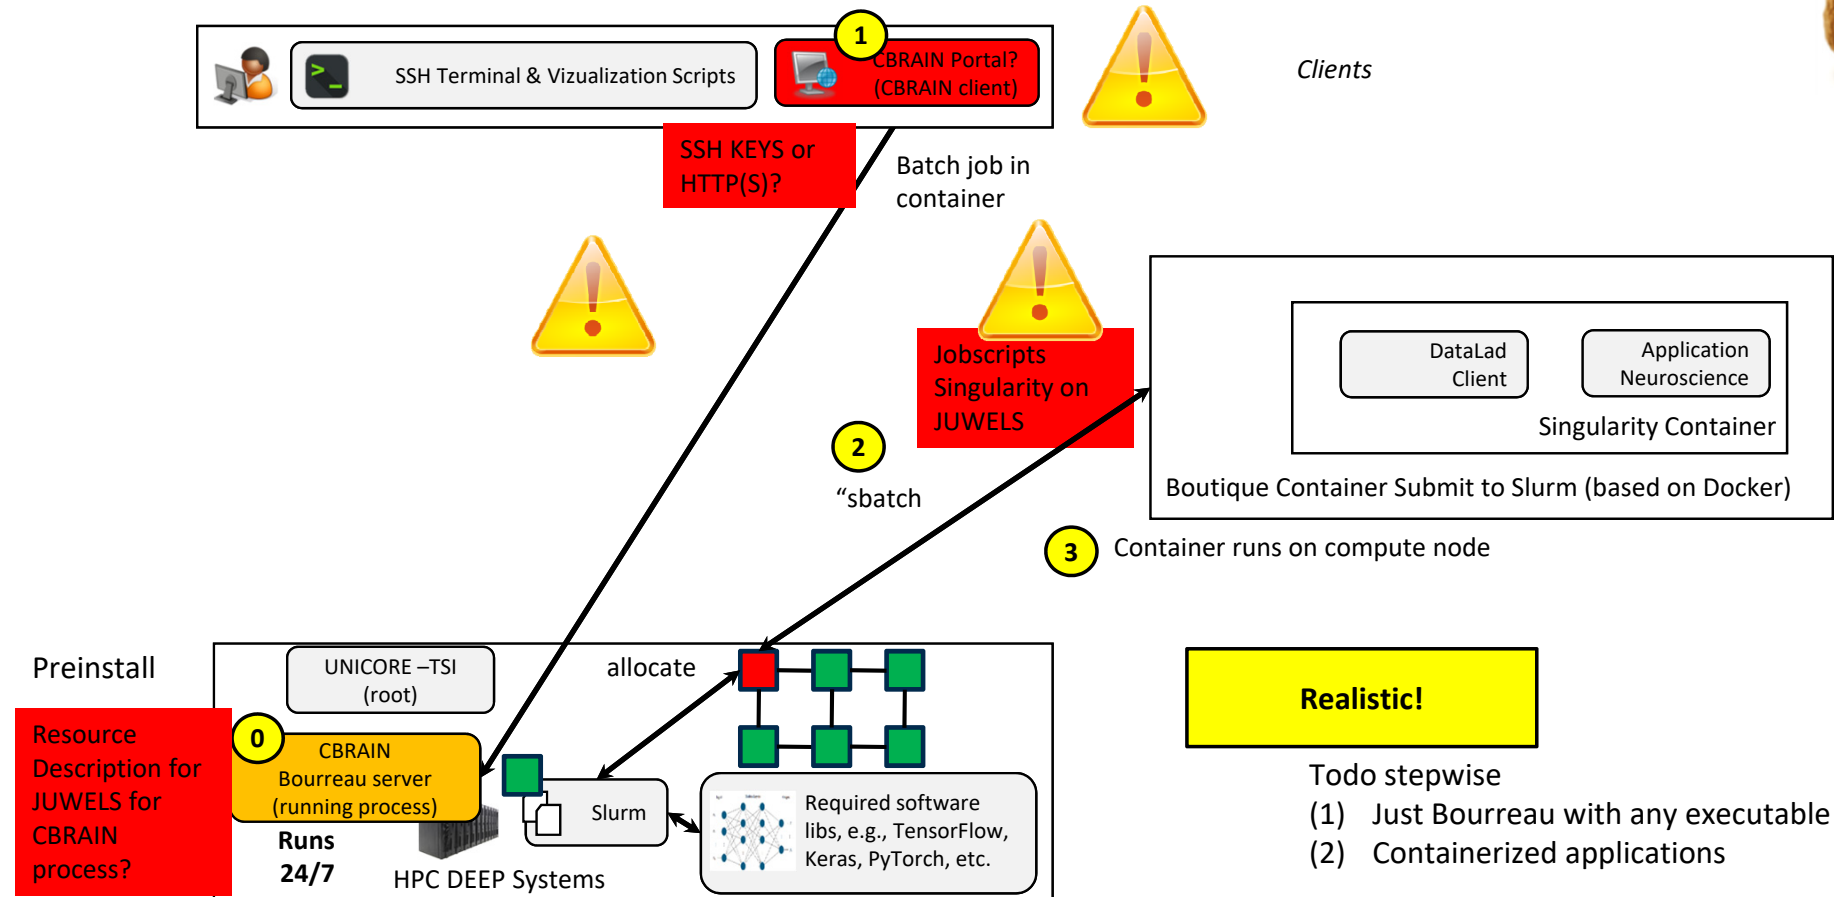 1
SSH Terminal & Vizualization Scripts
CBRAIN Portal?
(CBRAIN client)
Clients
SSH KEYS or
HTTP(S)?
Batch job in
container
Jobscripts
Singularity on
JUWELS
DataLad
Client
Application
Neuroscience
Singularity Container
Boutique Container Submit to Slurm (based on Docker)
2
“sbatch
3
Container runs on compute node
Preinstall
UNICORE –TSI
(root)
allocate
Resource
Description for
JUWELS for
CBRAIN
process?
0
CBRAIN
Bourreau server
(running process)
Runs
24/7
HPC DEEP Systems
Slurm
Required software
libs, e.g., TensorFlow,
Keras, PyTorch, etc.
Realistic!
Todo stepwise
(1) Just Bourreau with any executable
(2) Containerized applications